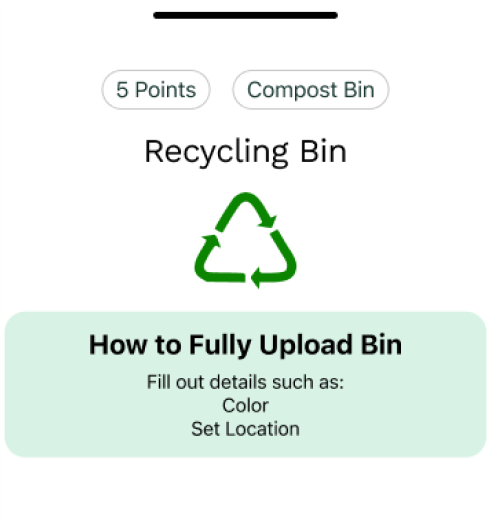 5 Points Compost Bin
Recycling Bin
How to Fully Upload Bin
Fill out details such as:
Color
Set Location